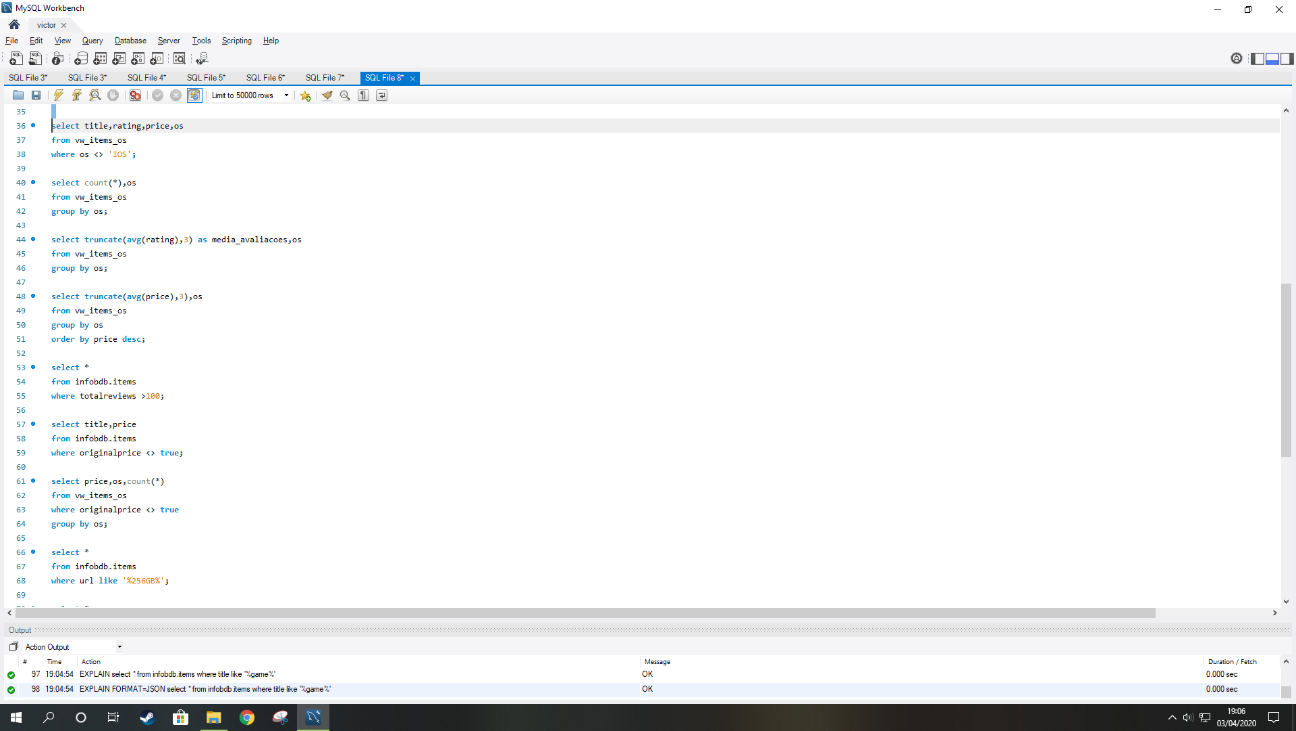 MySQL Workbench
victor
File Edit View Query Database Server Tools Scripting Help
SQL File 3* SQL File 3* SQL File 4* SQL File 5* SQL File 6* SQL File 7* SQL File 8*
Limit to 50000 rows
35
36 select title,rating,price,os
37 from vw_items_os
38 where os <> 'IOS';
39
40 select count(*),os
41 from vw_items_os
42 group by os;
43
44 select truncate(avg(rating),3) as media_avaliacoes,os
45 from vw_items_os
46 group by os;
47
48 select truncate(avg(price),3),os
49 from vw_items_os
50 group by os
51 order by price desc;
52
53 select *
54 from infobdb.items
55 where totalreviews >100;
56
57 select title,price
58 from infobdb.items
59 where originalprice <> true;
60
61 select price,os,count(*)
62 from vw_items_os
63 where originalprice <> true
64 group by os;
65
66 select *
67 from infobdb.items
68 where url like '%256GB%';
69
Output
Action Output
# Time Action Message Duration / Fetch
97 19:04:54 EXPLAIN select * from infobdb.items where title like '%game%' OK 0.000 sec
98 19:04:54 EXPLAIN FORMAT=JSON select * from infobdb.items where title like '%game%' OK 0.000 sec
19:06
03/04/2020